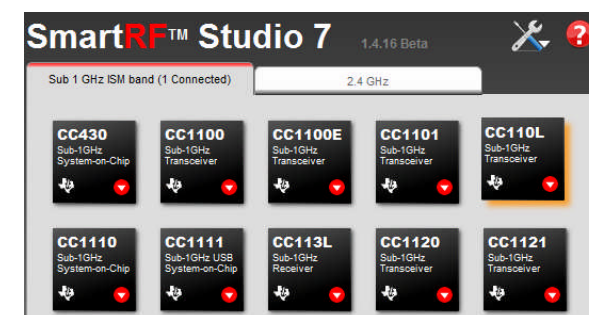 SmartRF™ Studio 7 1.4.16 Beta
?
Sub 1 GHz ISM band (1 Connected) 2.4 GHz
CC430 CC1100 CC1100E CC1101 CC110L
Sub-1GHz Sub-1GHz Sub-1GHz Sub-1GHz Sub-1GHz
System-on-Chip Transceiver Transceiver Transceiver Transceiver
CC1110 CC1111 CC113L CC1120 CC1121
Sub-1GHz Sub-1GHz USB Sub-1GHz Sub-1GHz Sub-1GHz
System-on-Chip System-on-Chip Receiver Transceiver Transceiver